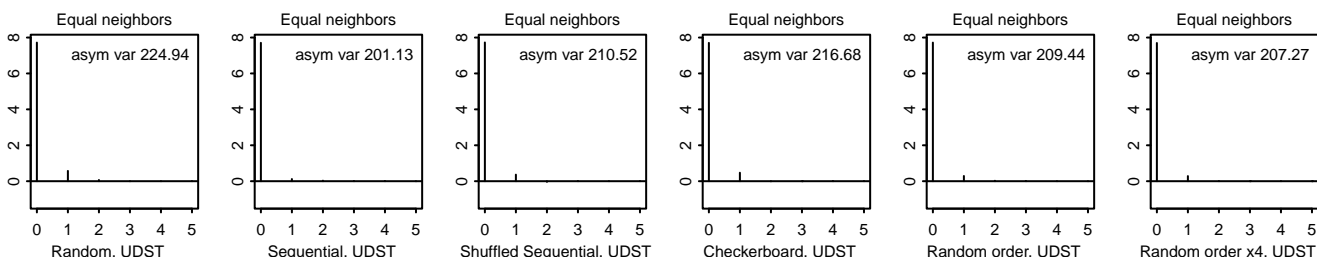 Equal neighbors Equal neighbors Equal neighbors Equal neighbors Equal neighbors Equal neighbors
8 asym var 224.94 8 asym var 201.13 8 asym var 210.52 8 asym var 216.68 8 asym var 209.44 8 asym var 207.27
6 6 6 6 6 6
4 4 4 4 4 4
2 2 2 2 2 2
0 0 0 0 0 0
0 1 2 3 4 5 0 1 2 3 4 5 0 1 2 3 4 5 0 1 2 3 4 5 0 1 2 3 4 5 0 1 2 3 4 5
Random, UDST Sequential, UDST Shuffled Sequential, UDST Checkerboard, UDST Random order, UDST Random order x4, UDST